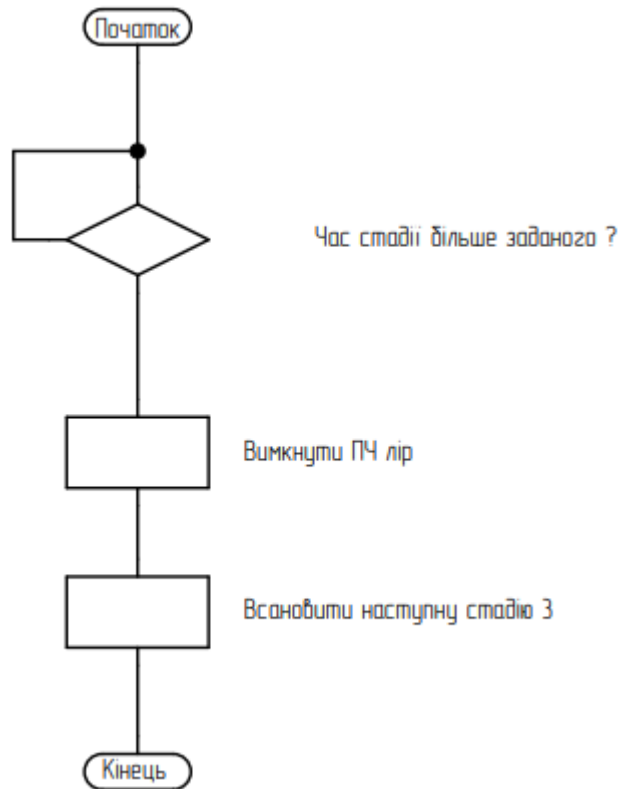 Початок
Час стадії більше заданого ?
Вимкнути ПЧ лір
Всановити наступну стадію 3
Кінець